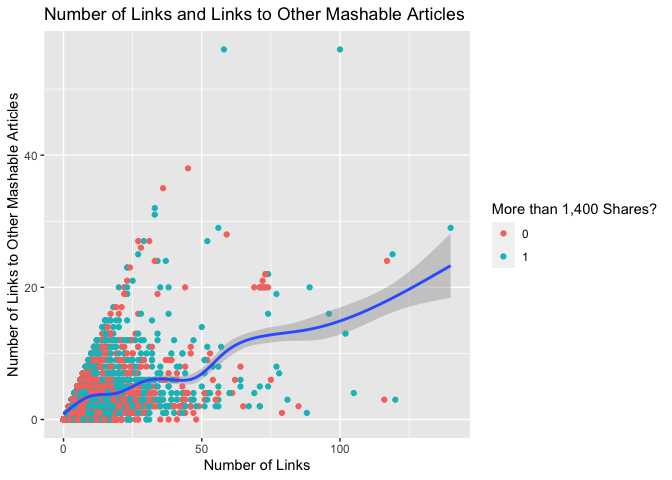 Number of Links and Links to Other Mashable Articles
Number of Links to Other Mashable Articles
40
20
0
0
50
100
Number of Links
More than 1,400 Shares?
0
1